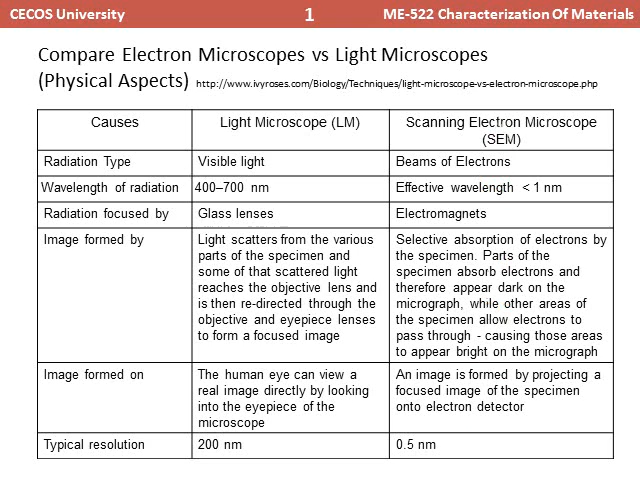 CECOS University
1
ME-522 Characterization Of Materials
Compare Electron Microscopes vs Light Microscopes
(Physical Aspects) http://www.ivyroses.com/Biology/Techniques/light-microscope-vs-electron-microscope.php
Causes
Light Microscope (LM)
Scanning Electron Microscope
(SEM)
Radiation Type
Visible light
Beams of Electrons
Wavelength of radiation
400–700 nm
Effective wavelength < 1 nm
Radiation focused by
Glass lenses
Electromagnets
Image formed by
Light scatters from the various
parts of the specimen and
some of that scattered light
reaches the objective lens and
is then re-directed through the
objective and eyepiece lenses
to form a focused image
Selective absorption of electrons by
the specimen. Parts of the
specimen absorb electrons and
therefore appear dark on the
micrograph, while other areas of
the specimen allow electrons to
pass through - causing those areas
to appear bright on the micrograph
Image formed on
The human eye can view a
real image directly by looking
into the eyepiece of the
microscope
An image is formed by projecting a
focused image of the specimen
onto electron detector
Typical resolution
200 nm
0.5 nm